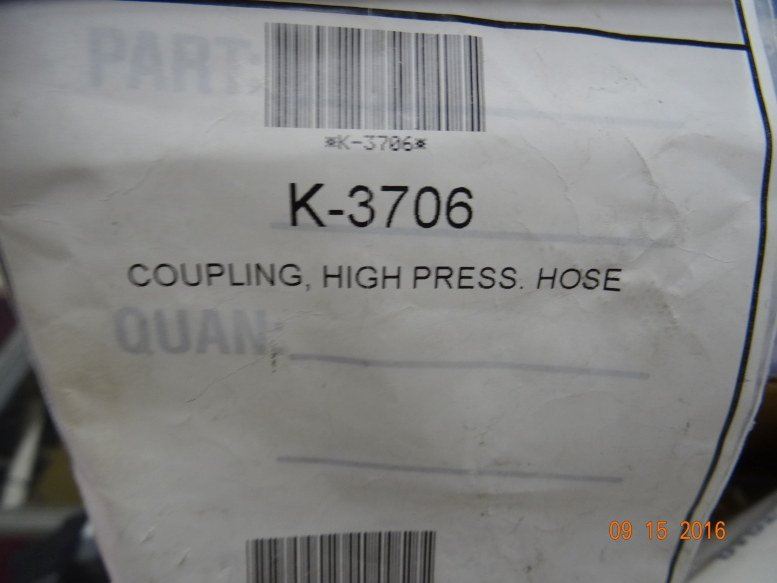 PART:
*K-3706*
K-3706
COUPLING, HIGH PRESS. HOSE
QUAN:
09 15 2016